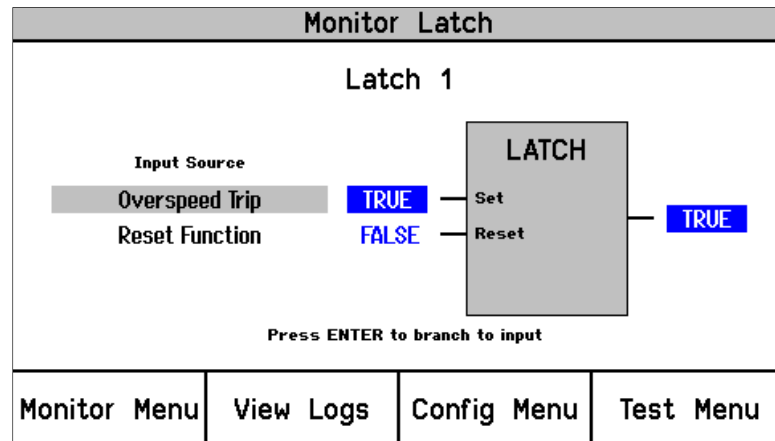 Monitor Latch
Latch 1
Input Source
LATCH
Overspeed Trip TRUE Set
TRUE
Reset Function FALSE Reset
Press ENTER to branch to input
Monitor Menu View Logs Config Menu Test Menu